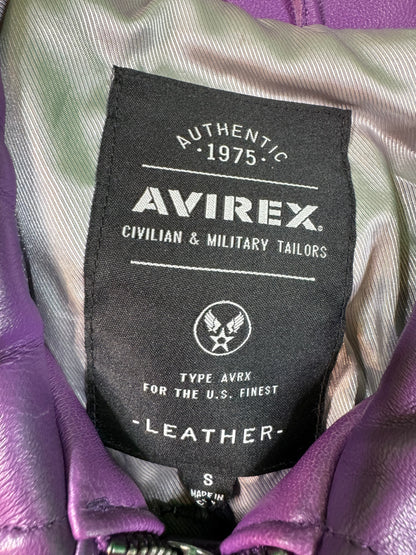 AUTHENTIC
· 1975 ·
AVIREX®
CIVILIAN & MILITARY TAILORS
TYPE AVRX
FOR THE U.S. FINEST
-LEATHER-
S
MADE IN